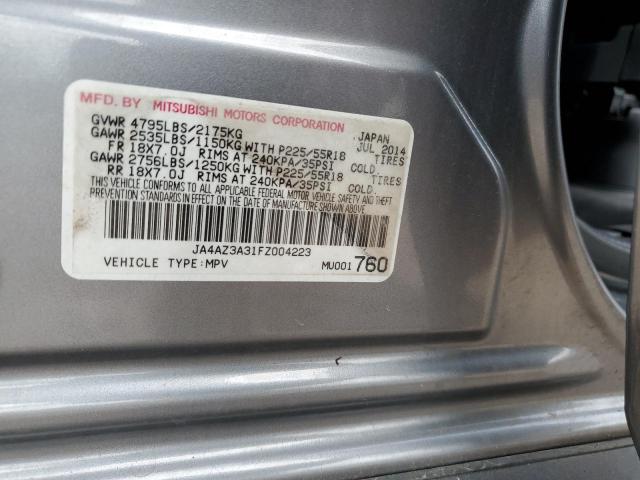 MFD. BY MITSUBISHI MOTORS CORPORATION
GVWR 4795LBS/2175KG JAPAN
GAWR 2535LBS/1150KG WITH P225/55R18 JUL 2014 TIRES
FR 18X7.0J RIMS AT 240KPA/35PSI COLD.
GAWR 2756LBS/1250KG WITH P225/55R18 TIRES
RR 18X7.0J RIMS AT 240KPA/35PSI COLD.
THIS VEHICLE CONFORMS TO ALL APPLICABLE FEDERAL MOTOR VEHICLE SAFETY AND THEFT
PREVENTION STANDARDS IN EFFECT ON THE DATE OF MANUFACTURE SHOWN ABOVE.
JA4AZ3A31FZ004223
VEHICLE TYPE:MPV MU001 760